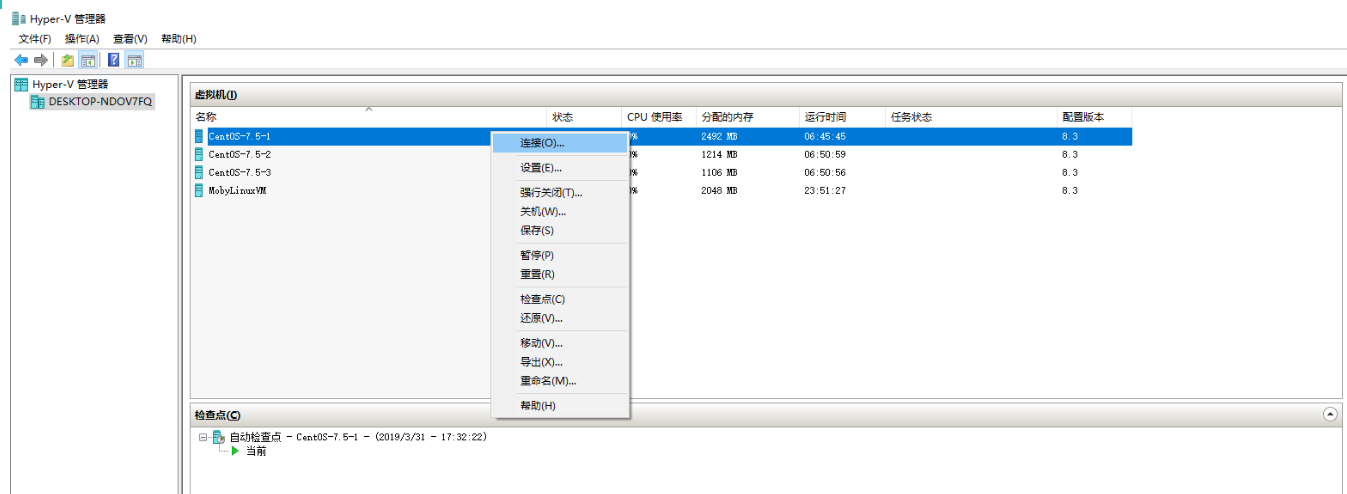 Hyper-V 管理器
文件(F) 操作(A) 查看(V) 帮助(H)
Hyper-V 管理器
DESKTOP-NDOV7FQ
虚拟机(I)
名称 状态 CPU 使用率 分配的内存 运行时间 任务状态 配置版本
CentOS-7.5-1 % 2492 MB 06:45:45 8.3
CentOS-7.5-2 % 1214 MB 06:50:59 8.3
CentOS-7.5-3 % 1106 MB 06:50:56 8.3
MobyLinuxVM % 2048 MB 23:51:27 8.3
连接(O)...
设置(E)...
强行关闭(T)...
关机(W)...
保存(S)
暂停(P)
重置(R)
检查点(C)
还原(V)...
移动(V)...
导出(X)...
重命名(M)...
帮助(H)
检查点(C)
自动检查点 - CentOS-7.5-1 - (2019/3/31 - 17:32:22)
当前